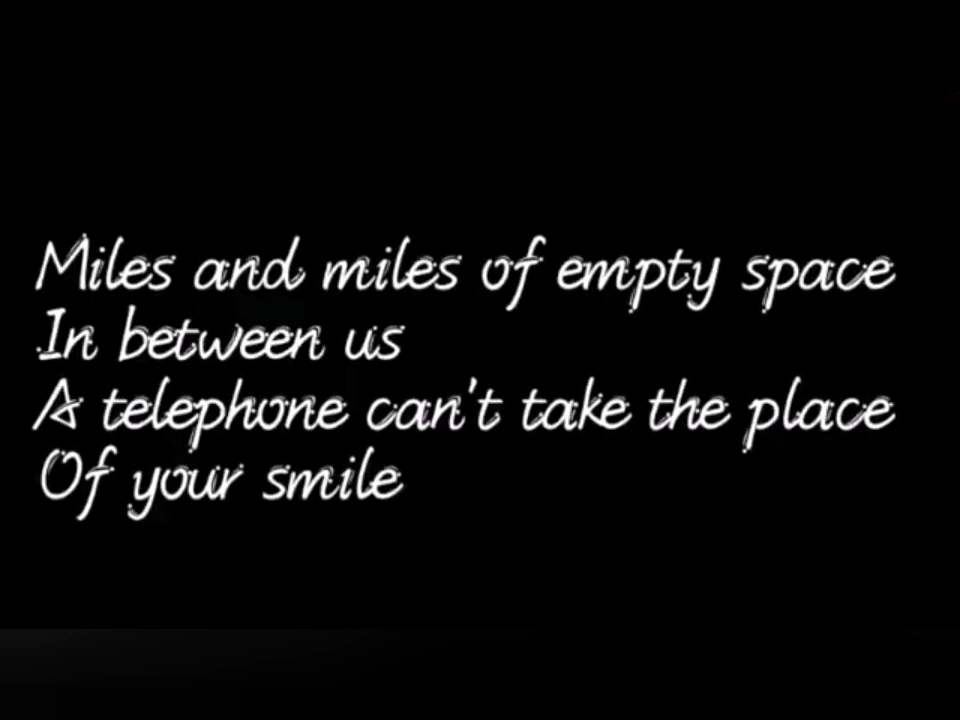 Miles and miles of empty space
In between us
A telephone can't take the place
Of your smile